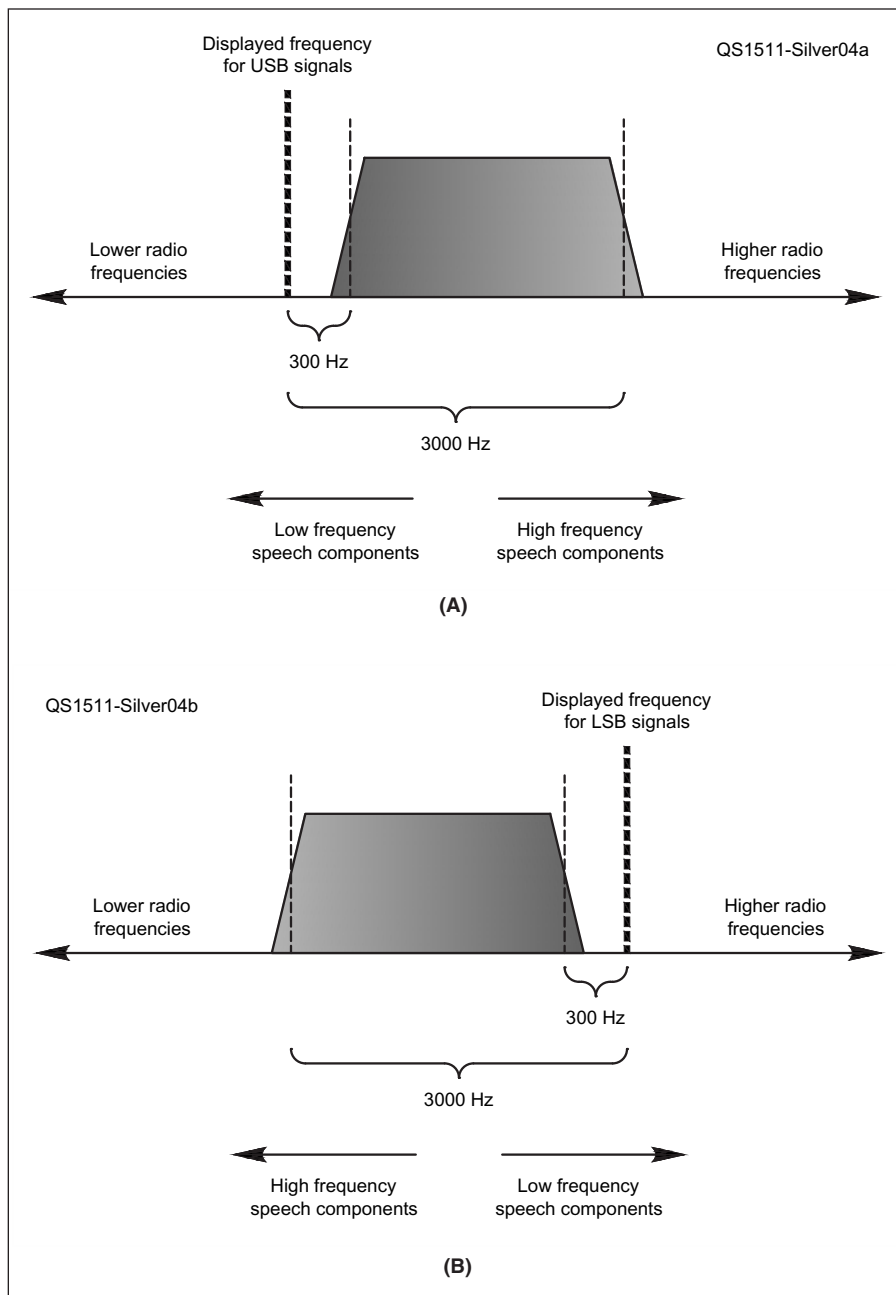 Displayed frequency
for USB signals
QS1511-Silver04a
Lower radio
frequencies
Higher radio
frequencies
300 Hz
3000 Hz
Low frequency
speech components
High frequency
speech components
(A)
QS1511-Silver04b
Displayed frequency
for LSB signals
Lower radio
frequencies
Higher radio
frequencies
300 Hz
3000 Hz
High frequency
speech components
Low frequency
speech components
(B)